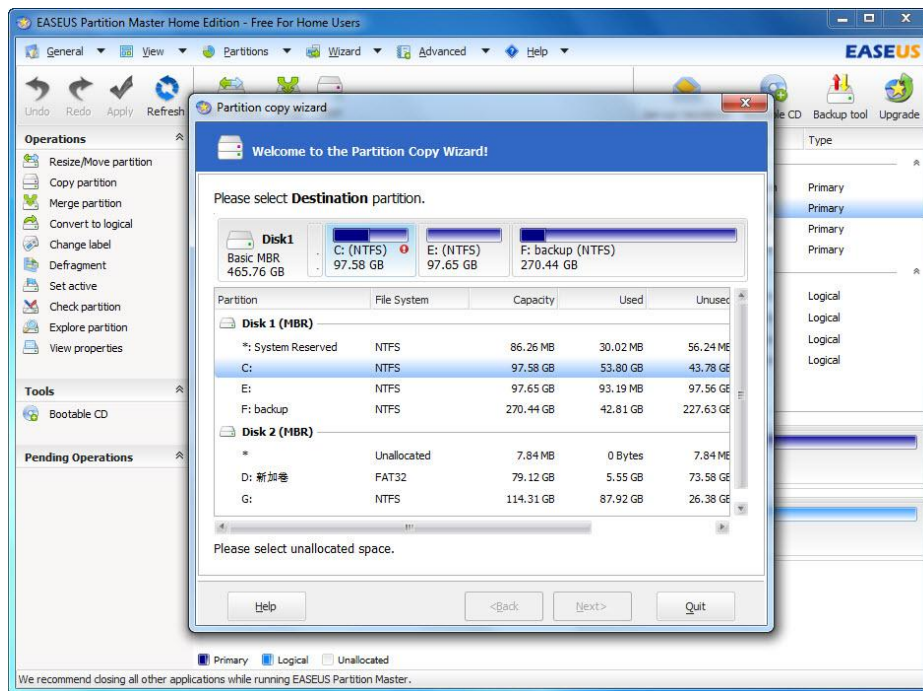 EASEUS Partition Master Home Edition - Free For Home Users
General View Partitions Wizard Advanced Help EASEUS
Undo Redo Apply Refresh CD Backup tool Upgrade
Partition copy wizard
Operations
Resize/Move partition
Copy partition
Merge partition
Convert to logical
Change label
Defragment
Set active
Check partition
Explore partition
View properties
Tools
Bootable CD
Pending Operations
Welcome to the Partition Copy Wizard!
Please select Destination partition.
Disk1
Basic MBR
465.76 GB
C: (NTFS)
97.58 GB
E: (NTFS)
97.65 GB
F: backup (NTFS)
270.44 GB
Partition File System Capacity Used Unused
Disk 1 (MBR)
*: System Reserved NTFS 86.26 MB 30.02 MB 56.24 MB
C: NTFS 97.58 GB 53.80 GB 43.78 GB
E: NTFS 97.65 GB 93.19 MB 97.56 GB
F: backup NTFS 270.44 GB 42.81 GB 227.63 GB
Disk 2 (MBR)
* Unallocated 7.84 MB 0 Bytes 7.84 MB
D: 新加卷 FAT32 79.12 GB 5.55 GB 73.58 GB
G: NTFS 114.31 GB 87.92 GB 26.38 GB
Please select unallocated space.
Help <Back Next> Quit
Type
Primary
Primary
Primary
Primary
Logical
Logical
Logical
Logical
Primary Logical Unallocated
We recommend closing all other applications while running EASEUS Partition Master.